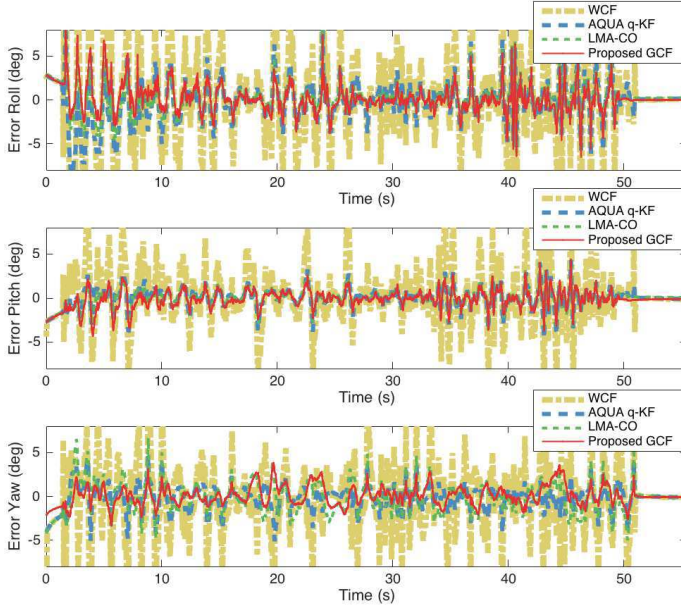 WCF
AQUA q-KF
LMA-CO
Proposed GCF
Error Roll (deg)
5
0
-5
0 10 20 30 40 50
Time (s)
WCF
AQUA q-KF
LMA-CO
Proposed GCF
Error Pitch (deg)
5
0
-5
0 10 20 30 40 50
Time (s)
WCF
AQUA q-KF
LMA-CO
Proposed GCF
Error Yaw (deg)
5
0
-5
0 10 20 30 40 50
Time (s)